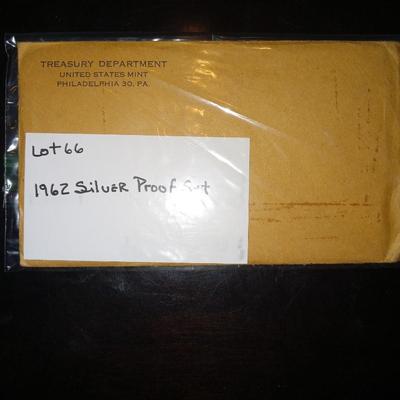 TREASURY DEPARTMENT
UNITED STATES MINT
PHILADELPHIA 30, PA.
Lot 66
1962 Silver Proof Set